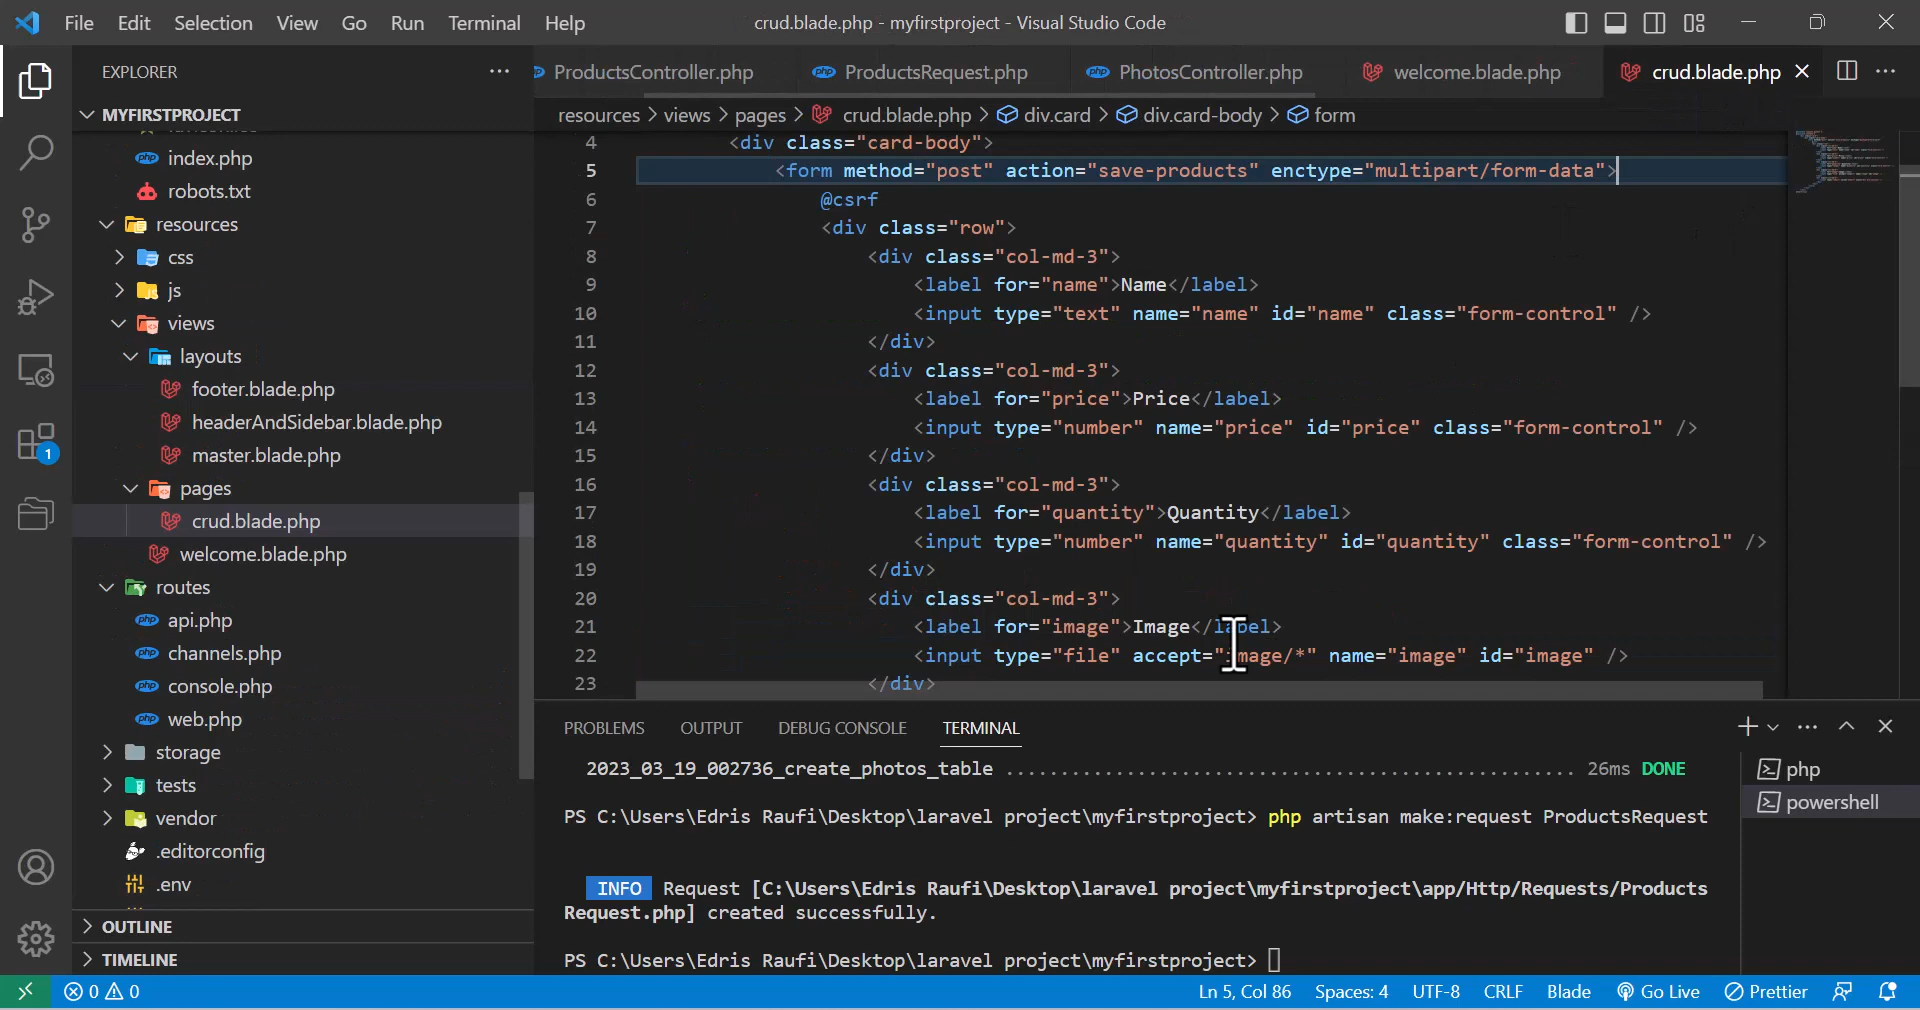 File Edit Selection View Go Run Terminal Help
crud.blade.php - myfirstproject - Visual Studio Code
EXPLORER
MYFIRSTPROJECT
index.php
robots.txt
resources
css
js
views
layouts
footer.blade.php
headerAndSidebar.blade.php
master.blade.php
pages
crud.blade.php
welcome.blade.php
routes
api.php
channels.php
console.php
web.php
storage
tests
vendor
.editorconfig
.env
OUTLINE
TIMELINE
1
ProductsController.php ProductsRequest.php PhotosController.php welcome.blade.php crud.blade.php
resources > views > pages > crud.blade.php > div.card > div.card-body > form
4 <div class="card-body">
5 <form method="post" action="save-products" enctype="multipart/form-data">
6 @csrf
7 <div class="row">
8 <div class="col-md-3">
9 <label for="name">Name</label>
10 <input type="text" name="name" id="name" class="form-control" />
11 </div>
12 <div class="col-md-3">
13 <label for="price">Price</label>
14 <input type="number" name="price" id="price" class="form-control" />
15 </div>
16 <div class="col-md-3">
17 <label for="quantity">Quantity</label>
18 <input type="number" name="quantity" id="quantity" class="form-control" />
19 </div>
20 <div class="col-md-3">
21 <label for="image">Image</label>
22 <input type="file" accept="image/*" name="image" id="image" />
23 </div>
PROBLEMS OUTPUT DEBUG CONSOLE TERMINAL
2023_03_19_002736_create_photos_table .................................................... 26ms DONE
PS C:\Users\Edris Raufi\Desktop\laravel project\myfirstproject> php artisan make:request ProductsRequest
INFO Request [C:\Users\Edris Raufi\Desktop\laravel project\myfirstproject\app/Http/Requests/Products
Request.php] created successfully.
PS C:\Users\Edris Raufi\Desktop\laravel project\myfirstproject>
php
powershell
0 0
Ln 5, Col 86 Spaces: 4 UTF-8 CRLF Blade Go Live Prettier